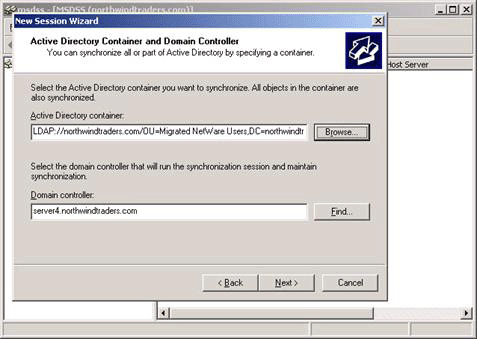 msdss - [MSDSS (northwindtraders.com)]
New Session Wizard
Active Directory Container and Domain Controller
You can synchronize all or part of Active Directory by specifying a container.
Host Server
Select the Active Directory container you want to synchronize. All objects in the container are
also synchronized.
Active Directory container:
LDAP://northwindtraders.com/OU=Migrated NetWare Users,DC=northwindtr
Browse...
Select the domain controller that will run the synchronization session and maintain
synchronization.
Domain controller:
server4.northwindtraders.com
Find...
< Back
Next >
Cancel